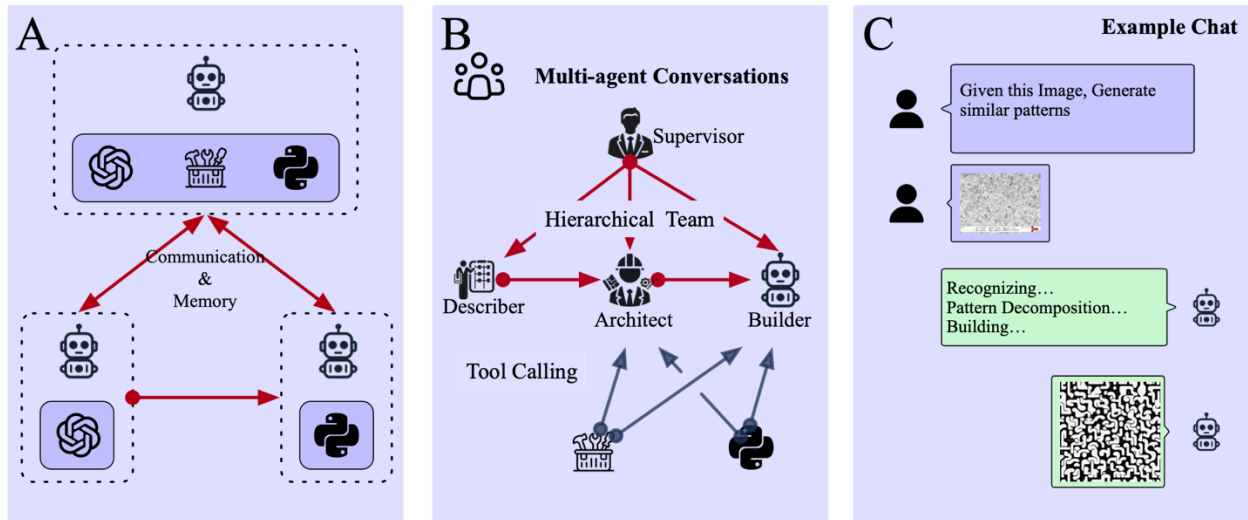 A
Communication
&
Memory
B
Multi-agent Conversations
Supervisor
Hierarchical Team
Describer
Architect
Builder
Tool Calling
C
Example Chat
Given this Image, Generate
similar patterns
Recognizing…
Pattern Decomposition…
Building…